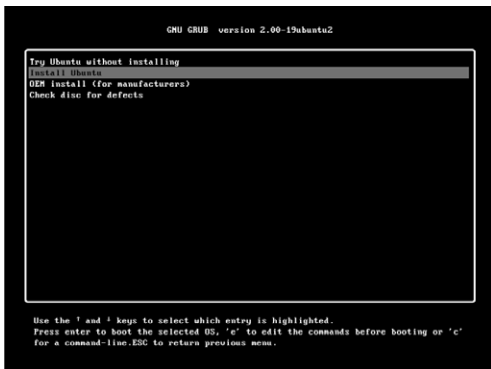 GNU GRUB version 2.00-19ubuntu2
Try Ubuntu without installing
Install Ubuntu
OEM install (for manufacturers)
Check disc for defects
Use the ↑ and ↓ keys to select which entry is highlighted.
Press enter to boot the selected OS, 'e' to edit the commands before booting or 'c'
for a command-line.ESC to return previous menu.